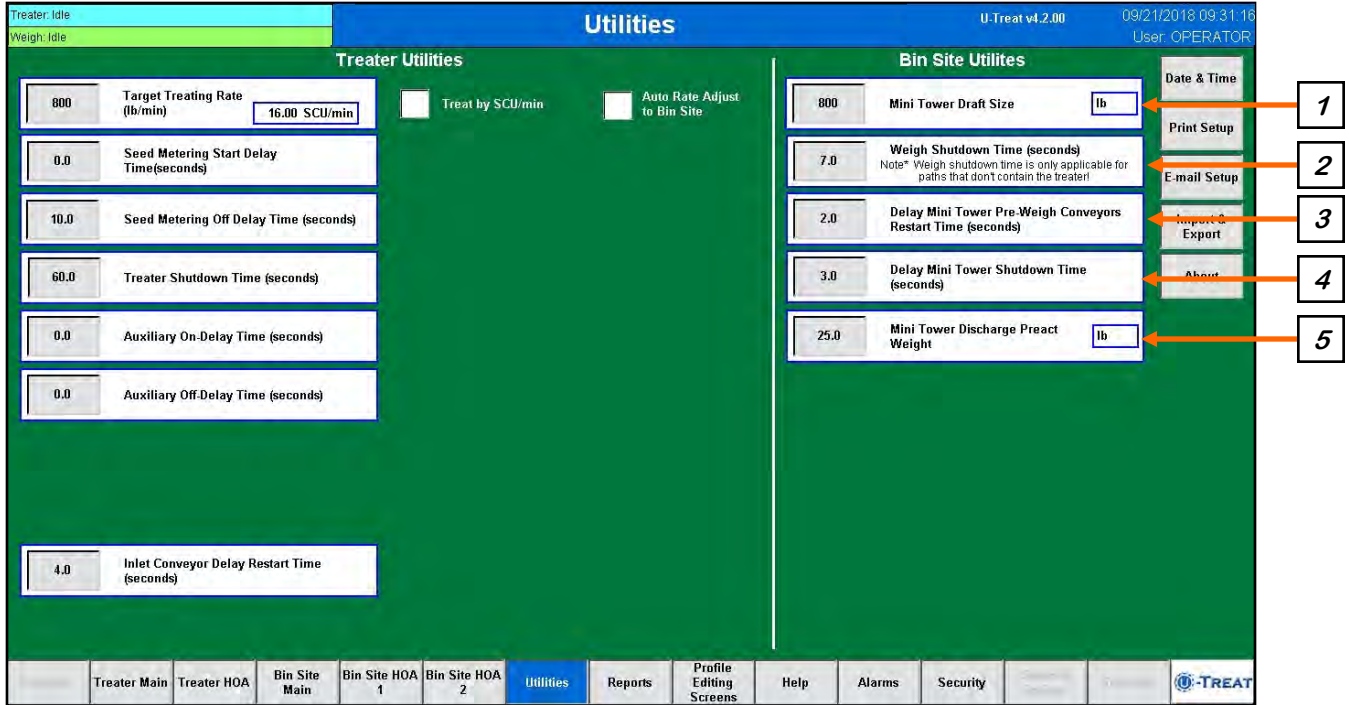 Treater: Idle
Weigh: Idle
Utilities
U-Treat v4.2.00
09/21/2018 09:31:16
User: OPERATOR
Treater Utilities
800
Target Treating Rate
(lb/min)
16.00 SCU/min
Treat by SCU/min
Auto Rate Adjust
to Bin Site
0.0
Seed Metering Start Delay
Time(seconds)
10.0
Seed Metering Off Delay Time (seconds)
60.0
Treater Shutdown Time (seconds)
0.0
Auxiliary On-Delay Time (seconds)
0.0
Auxiliary Off-Delay Time (seconds)
4.0
Inlet Conveyor Delay Restart Time
(seconds)
Bin Site Utilites
800
Mini Tower Draft Size
lb
7.0
Weigh Shutdown Time (seconds)
Note* Weigh shutdown time is only applicable for
paths that don't contain the treater!
2.0
Delay Mini Tower Pre-Weigh Conveyors
Restart Time (seconds)
3.0
Delay Mini Tower Shutdown Time
(seconds)
25.0
Mini Tower Discharge Preact
Weight
lb
Date & Time
Print Setup
E-mail Setup
Import &
Export
About
1
2
3
4
5
Treater Main
Treater HOA
Bin Site
Main
Bin Site HOA
1
Bin Site HOA
2
Utilities
Reports
Profile
Editing
Screens
Help
Alarms
Security
U-TREAT